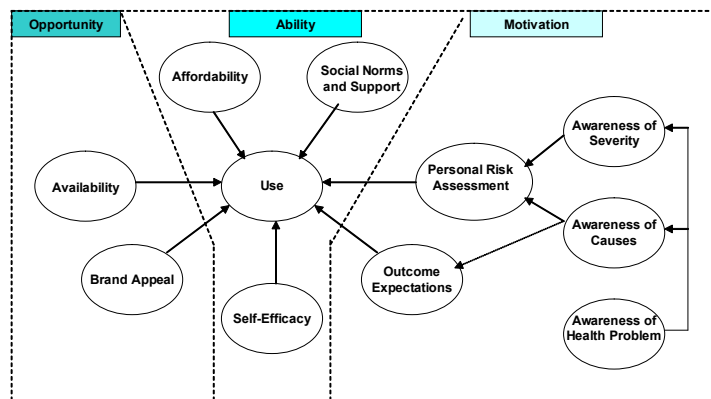 Opportunity
Ability
Motivation
Affordability
Social Norms
and Support
Awareness of
Severity
Availability
Use
Personal Risk
Assessment
Awareness of
Causes
Brand Appeal
Outcome
Expectations
Self-Efficacy
Awareness of
Health Problem